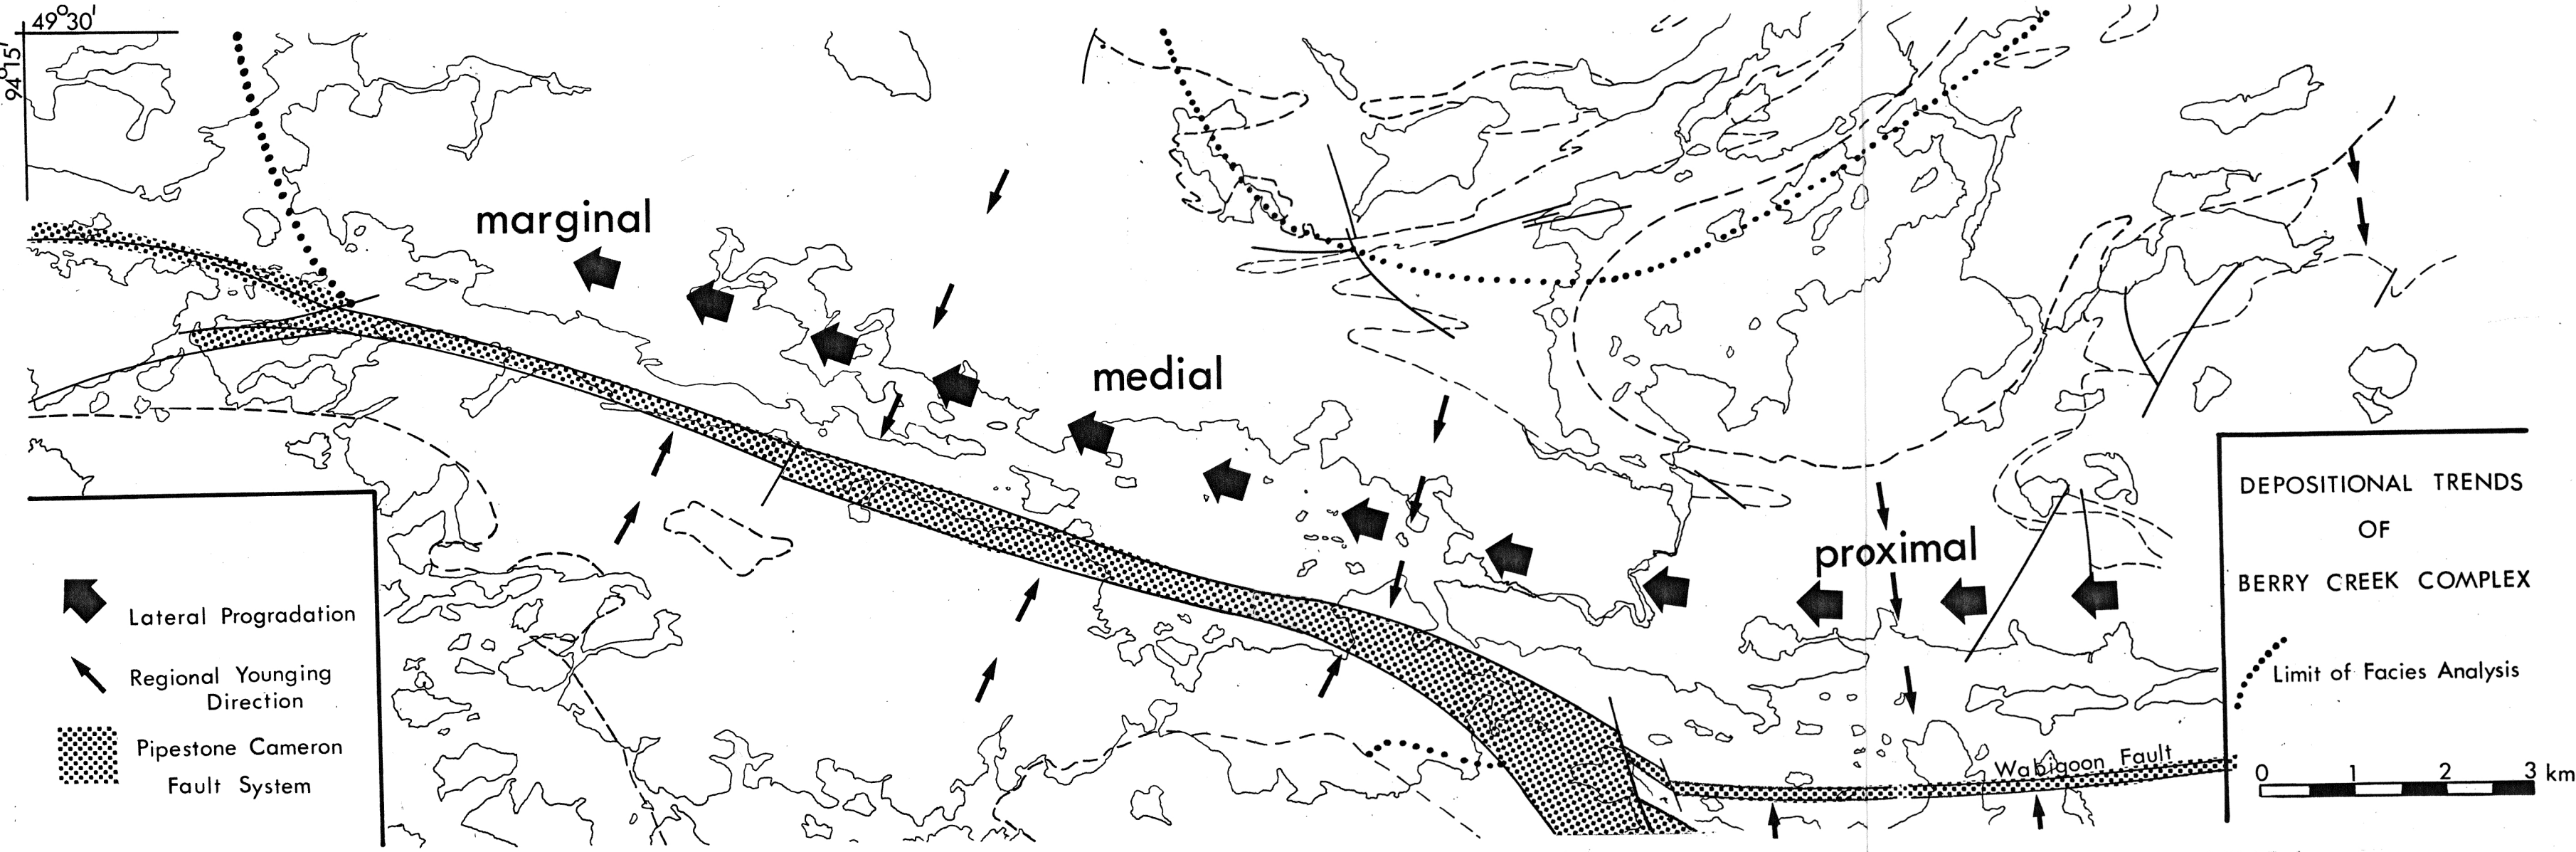 49°30'
94°15'
marginal
medial
proximal
Wabigoon Fault
Lateral Progradation
Regional Younging
Direction
Pipestone Cameron
Fault System
DEPOSITIONAL TRENDS
OF
BERRY CREEK COMPLEX
Limit of Facies Analysis
0 1 2 3 km